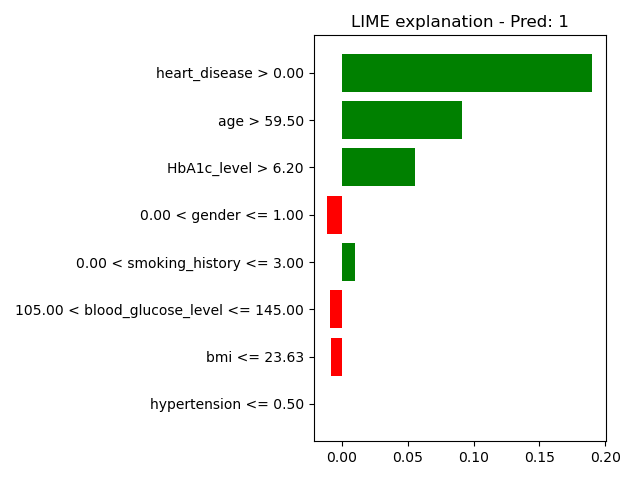 LIME explanation - Pred: 1
heart_disease > 0.00
age > 59.50
HbA1c_level > 6.20
0.00 < gender <= 1.00
0.00 < smoking_history <= 3.00
105.00 < blood_glucose_level <= 145.00
bmi <= 23.63
hypertension <= 0.50
0.00 0.05 0.10 0.15 0.20